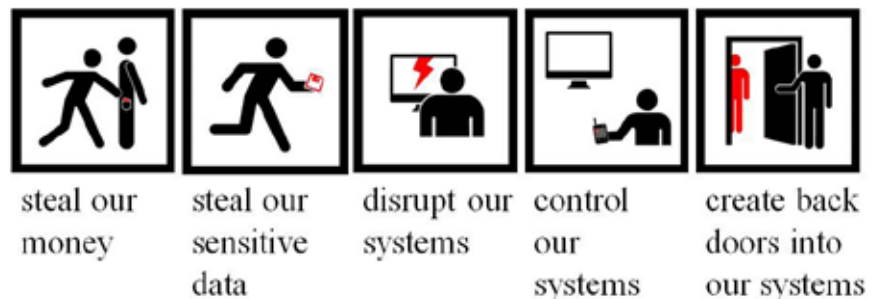 steal our
money
steal our
sensitive
data
disrupt our
systems
control
our
systems
create back
doors into
our systems